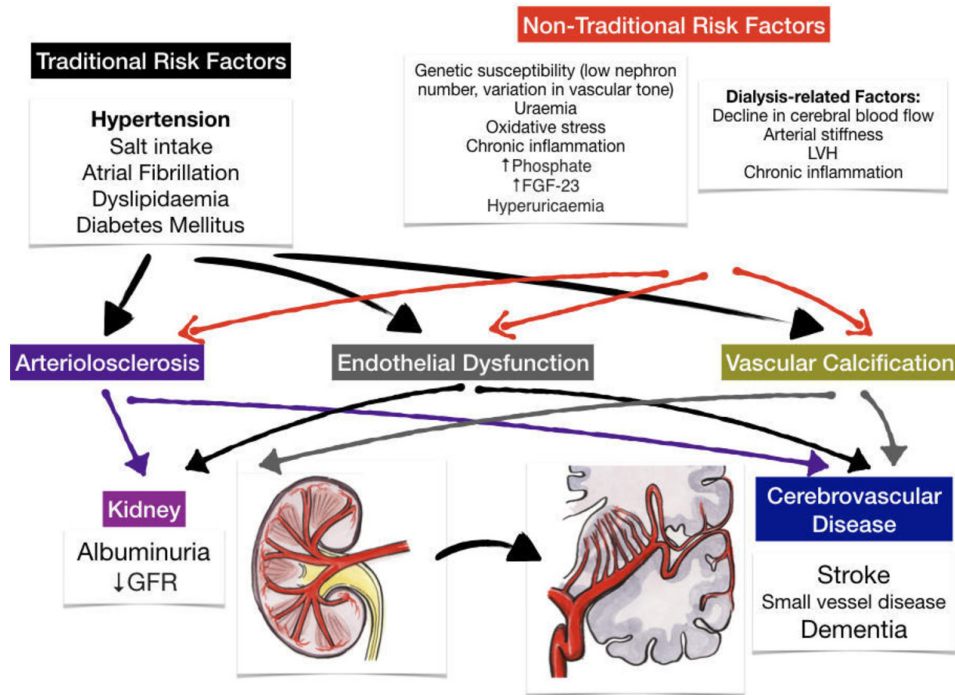 Traditional Risk Factors
Hypertension
Salt intake
Atrial Fibrillation
Dyslipidaemia
Diabetes Mellitus
Non-Traditional Risk Factors
Genetic susceptibility (low nephron
number, variation in vascular tone)
Uraemia
Oxidative stress
Chronic inflammation
↑Phosphate
↑FGF-23
Hyperuricaemia
Dialysis-related Factors:
Decline in cerebral blood flow
Arterial stiffness
LVH
Chronic inflammation
Arteriolosclerosis
Endothelial Dysfunction
Vascular Calcification
Kidney
Albuminuria
↓GFR
Cerebrovascular
Disease
Stroke
Small vessel disease
Dementia